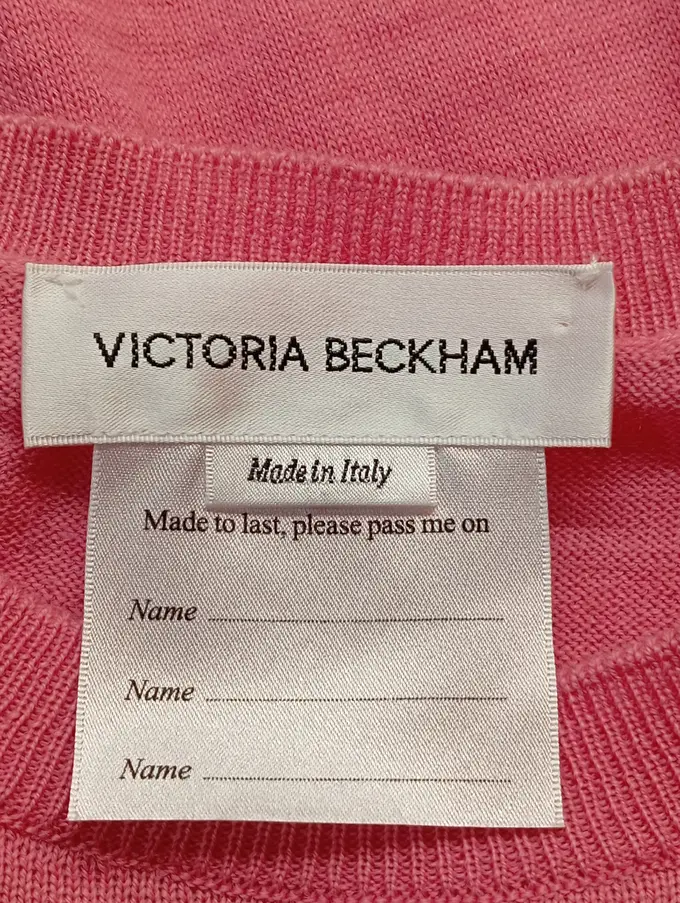 VICTORIA BECKHAM
Made in Italy
Made to last, please pass me on
Name
Name
Name